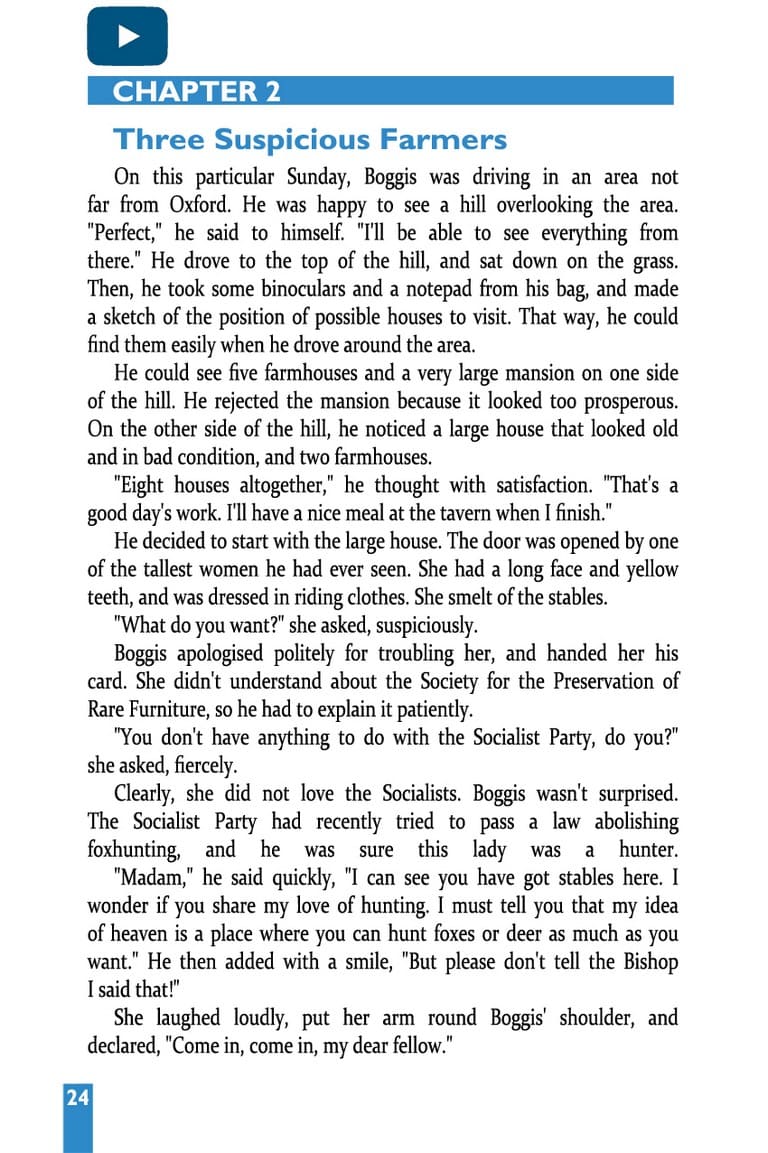 CHAPTER 2
Three Suspicious Farmers
On this particular Sunday, Boggis was driving in an area not
far from Oxford. He was happy to see a hill overlooking the area.
"Perfect," he said to himself. "I'll be able to see everything from
there." He drove to the top of the hill, and sat down on the grass.
Then, he took some binoculars and a notepad from his bag, and made
a sketch of the position of possible houses to visit. That way, he could
find them easily when he drove around the area.
He could see five farmhouses and a very large mansion on one side
of the hill. He rejected the mansion because it looked too prosperous.
On the other side of the hill, he noticed a large house that looked old
and in bad condition, and two farmhouses.
"Eight houses altogether," he thought with satisfaction. "That's a
good day's work. I'll have a nice meal at the tavern when I finish."
He decided to start with the large house. The door was opened by one
of the tallest women he had ever seen. She had a long face and yellow
teeth, and was dressed in riding clothes. She smelt of the stables.
"What do you want?" she asked, suspiciously.
Boggis apologised politely for troubling her, and handed her his
card. She didn't understand about the Society for the Preservation of
Rare Furniture, so he had to explain it patiently.
"You don't have anything to do with the Socialist Party, do you?"
she asked, fiercely.
Clearly, she did not love the Socialists. Boggis wasn't surprised.
The Socialist Party had recently tried to pass a law abolishing
foxhunting, and he was sure this lady was a hunter.
"Madam," he said quickly, "I can see you have got stables here. I
wonder if you share my love of hunting. I must tell you that my idea
of heaven is a place where you can hunt foxes or deer as much as you
want." He then added with a smile, "But please don't tell the Bishop
I said that!"
She laughed loudly, put her arm round Boggis' shoulder, and
declared, "Come in, come in, my dear fellow."
24